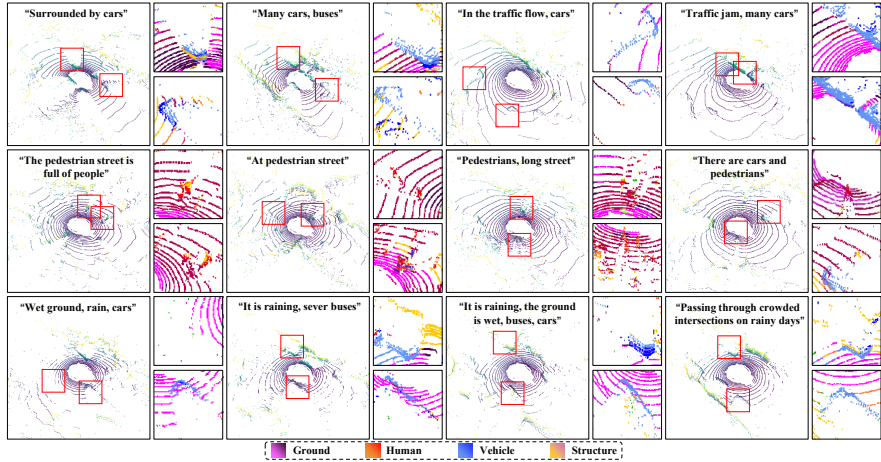 “Surrounded by cars”
“Many cars, buses”
“In the traffic flow, cars”
“Traffic jam, many cars”
“The pedestrian street is
full of people”
“At pedestrian street”
“Pedestrians, long street”
“There are cars and
pedestrians”
“Wet ground, rain, cars”
“It is raining, sever buses”
“It is raining, the ground
is wet, buses, cars”
“Passing through crowded
intersections on rainy days”
Ground
Human
Vehicle
Structure